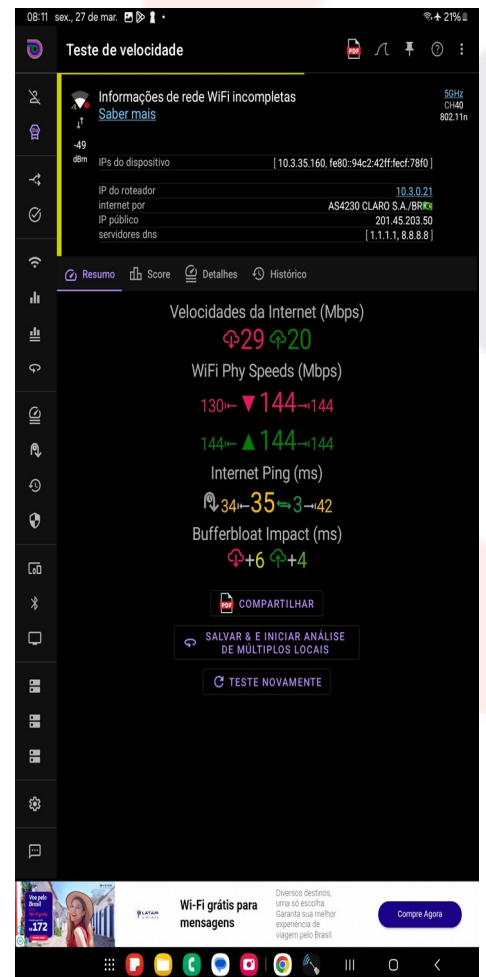 08:11 sex., 27 de mar.
21%
Teste de velocidade
PDF
Informações de rede WiFi incompletas
Saber mais
5GHz
CH40
802.11n
-49
dBm
IPs do dispositivo [ 10.3.35.160, fe80::94c2:42ff:fecf:78f0 ]
IP do roteador 10.3.0.21
internet por AS4230 CLARO S.A./BR
IP público 201.45.203.50
servidores dns [ 1.1.1.1, 8.8.8.8 ]
Resumo Score Detalhes Histórico
Velocidades da Internet (Mbps)
29 20
WiFi Phy Speeds (Mbps)
130 144 144
144 144 144
Internet Ping (ms)
34 35 3 42
Bufferbloat Impact (ms)
+6 +4
PDF COMPARTILHAR
SALVAR & E INICIAR ANÁLISE
DE MÚLTIPLOS LOCAIS
TESTE NOVAMENTE
Voe pelo
Brasil
172
LATAM
Wi-Fi grátis para
mensagens
Diversos destinos,
uma só escolha.
Garanta sua melhor
experiência de
viagem pelo Brasil.
Compre Agora